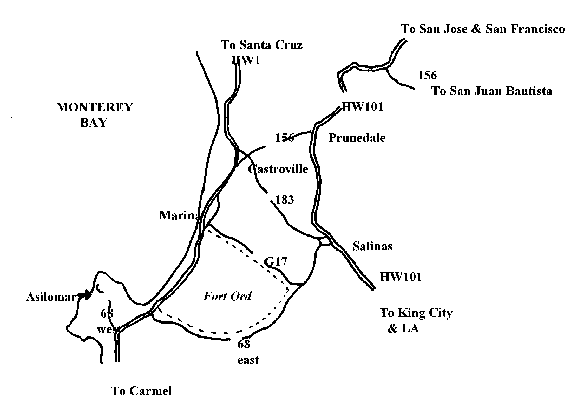 To San Jose & San Francisco
To Santa Cruz
HW1
156
To San Juan Bautista
MONTEREY
BAY
HW101
156
Prunedale
Castroville
183
Marina
Salinas
G17
HW101
Asilomar
Fort Ord
68
west
To King City
& LA
68
east
To Carmel